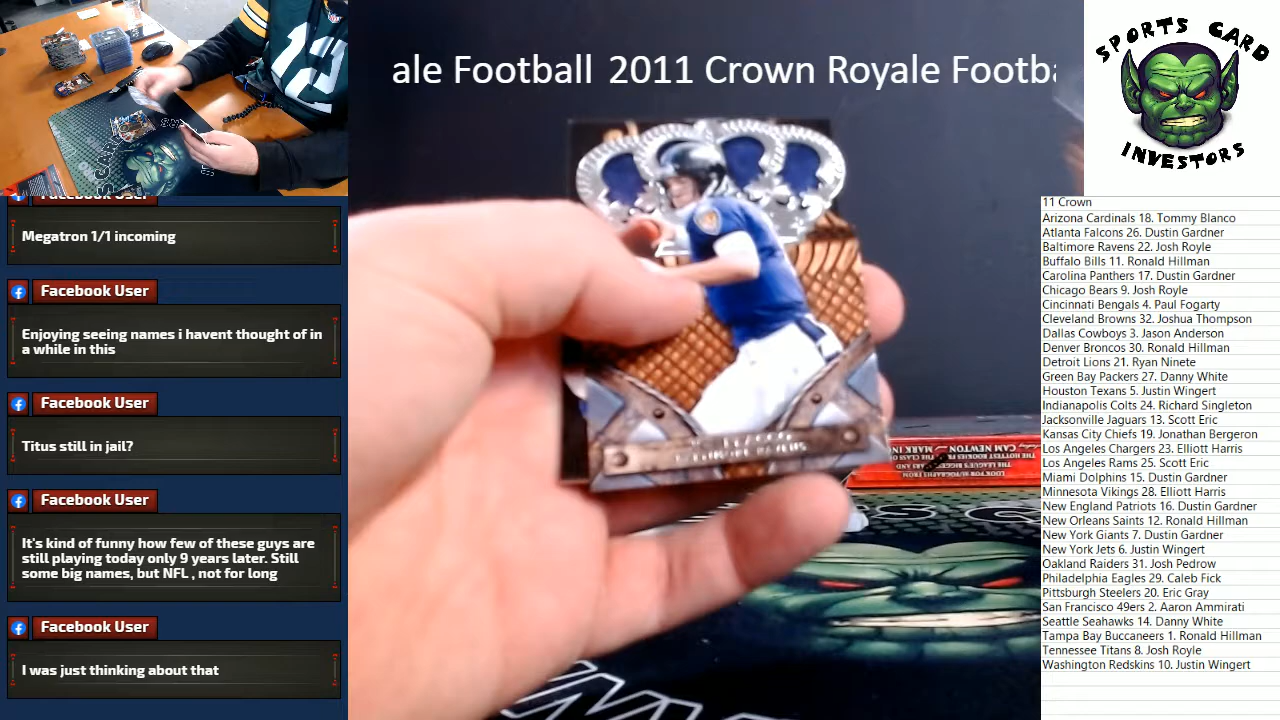 ale Football 2011 Crown Royale Footba
SPORTS CARD
INVESTORS
Facebook User
Megatron 1/1 incoming
Facebook User
Enjoying seeing names i havent thought of in
a while in this
Facebook User
Titus still in jail?
Facebook User
It's kind of funny how few of these guys are
still playing today only 9 years later. Still
some big names, but NFL , not for long
Facebook User
I was just thinking about that
CAM NEWTON
MARK IN
11 Crown
Arizona Cardinals 18. Tommy Blanco
Atlanta Falcons 26. Dustin Gardner
Baltimore Ravens 22. Josh Royle
Buffalo Bills 11. Ronald Hillman
Carolina Panthers 17. Dustin Gardner
Chicago Bears 9. Josh Royle
Cincinnati Bengals 4. Paul Fogarty
Cleveland Browns 32. Joshua Thompson
Dallas Cowboys 3. Jason Anderson
Denver Broncos 30. Ronald Hillman
Detroit Lions 21. Ryan Ninete
Green Bay Packers 27. Danny White
Houston Texans 5. Justin Wingert
Indianapolis Colts 24. Richard Singleton
Jacksonville Jaguars 13. Scott Eric
Kansas City Chiefs 19. Jonathan Bergeron
Los Angeles Chargers 23. Elliott Harris
Los Angeles Rams 25. Scott Eric
Miami Dolphins 15. Dustin Gardner
Minnesota Vikings 28. Elliott Harris
New England Patriots 16. Dustin Gardner
New Orleans Saints 12. Ronald Hillman
New York Giants 7. Dustin Gardner
New York Jets 6. Justin Wingert
Oakland Raiders 31. Josh Pedrow
Philadelphia Eagles 29. Caleb Fick
Pittsburgh Steelers 20. Eric Gray
San Francisco 49ers 2. Aaron Ammirati
Seattle Seahawks 14. Danny White
Tampa Bay Buccaneers 1. Ronald Hillman
Tennessee Titans 8. Josh Royle
Washington Redskins 10. Justin Wingert